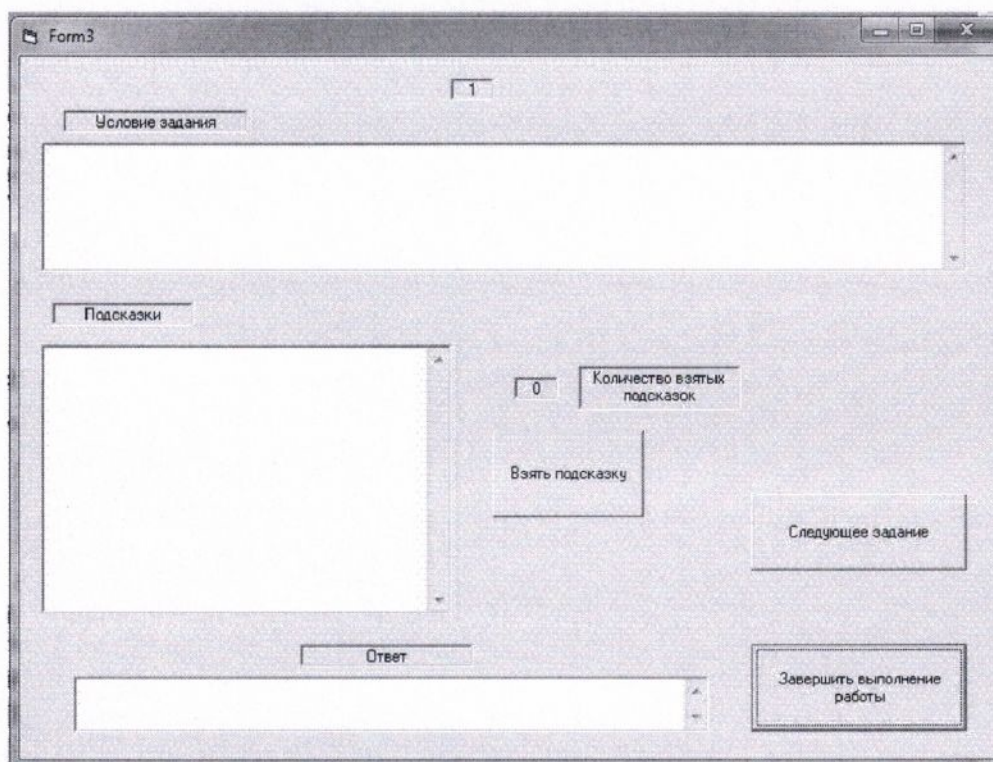 Form3
1
Условие задания
Подсказки
0
Количество взятых
подсказок
Взять подсказку
Следующее задание
Ответ
Завершить выполнение
работы